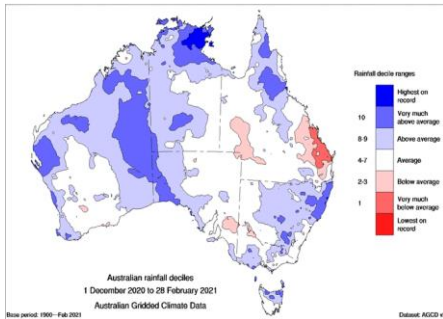 Rainfall decile ranges
Highest on
record
10
Very much
above average
8-9
Above average
4-7
Average
2-3
Below average
1
Very much
below average
Lowest on
record
Australian rainfall deciles
1 December 2020 to 28 February 2021
Australian Gridded Climate Data
Base period: 1900—Feb 2021
Dataset: AGCD v